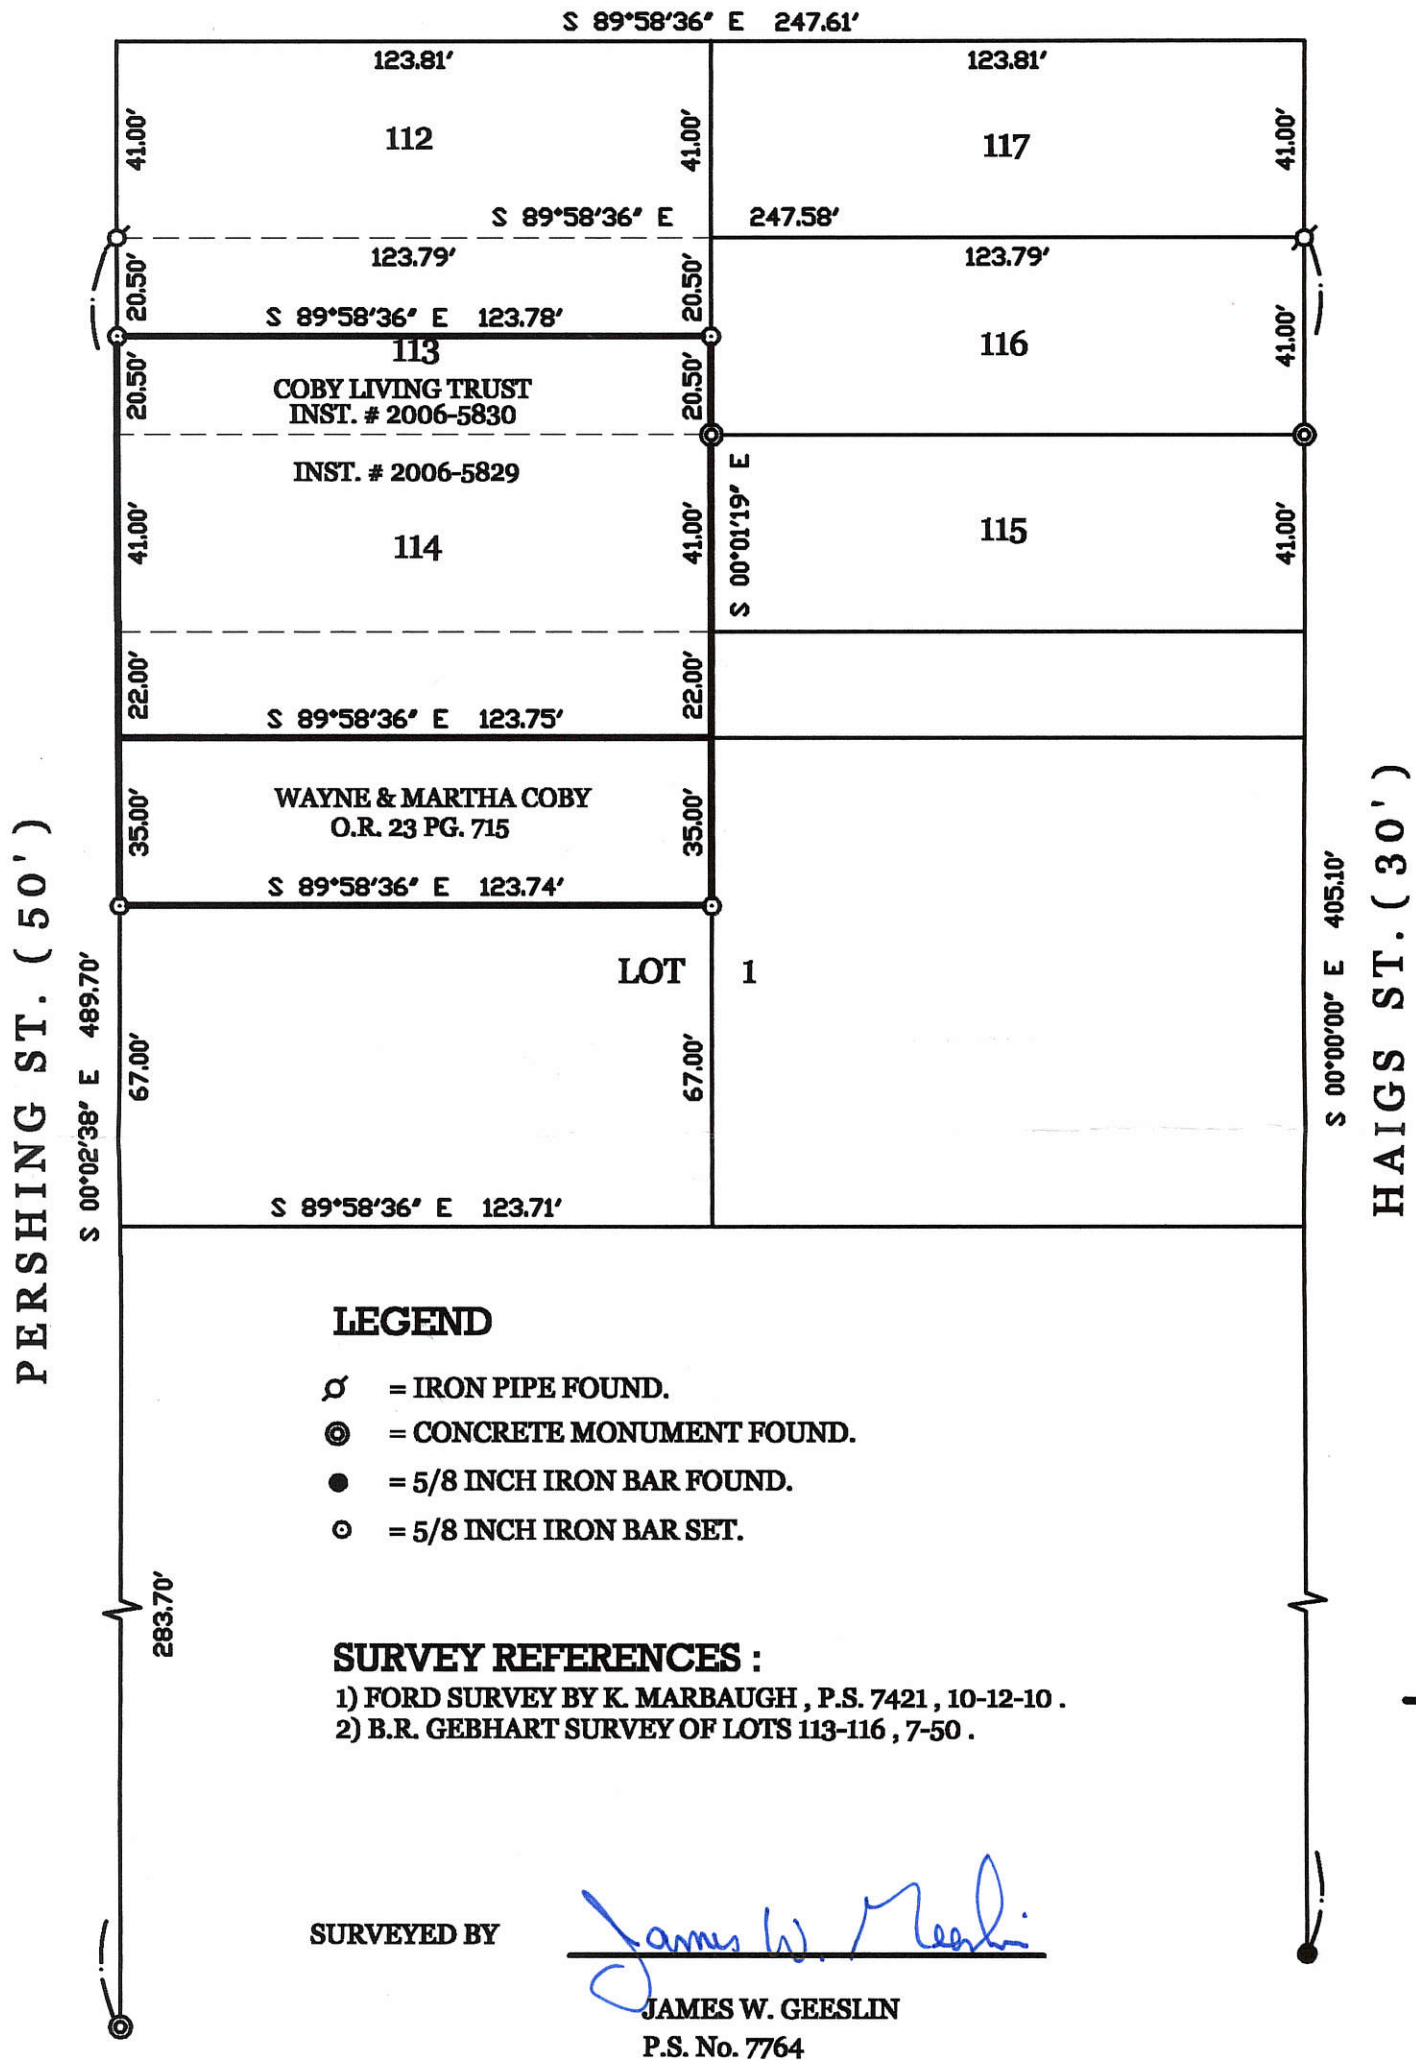 S 89°58'36" E 247.61'
123.81'
123.81'
41.00'
112
41.00'
117
41.00'
S 89°58'36" E 247.58'
20.50'
123.79'
20.50'
123.79'
S 89°58'36" E 123.78'
113
116
41.00'
20.50'
COBY LIVING TRUST
20.50'
INST. # 2006-5830
INST. # 2006-5829
S 00°01'19" E
41.00'
114
41.00'
115
41.00'
22.00'
22.00'
S 89°58'36" E 123.75'
35.00'
WAYNE & MARTHA COBY
35.00'
O.R. 23 PG. 715
S 89°58'36" E 123.74'
PERSHING ST. (50')
S 00°02'38" E 489.70'
LOT 1
67.00'
67.00'
S 00°00'00" E 405.10'
HAIGS ST. (30')
S 89°58'36" E 123.71'
LEGEND
= IRON PIPE FOUND.
= CONCRETE MONUMENT FOUND.
= 5/8 INCH IRON BAR FOUND.
= 5/8 INCH IRON BAR SET.
283.70'
SURVEY REFERENCES :
1) FORD SURVEY BY K. MARBAUGH , P.S. 7421 , 10-12-10 .
2) B.R. GEBHART SURVEY OF LOTS 113-116 , 7-50 .
SURVEYED BY James W. Geeslin
JAMES W. GEESLIN
P.S. No. 7764